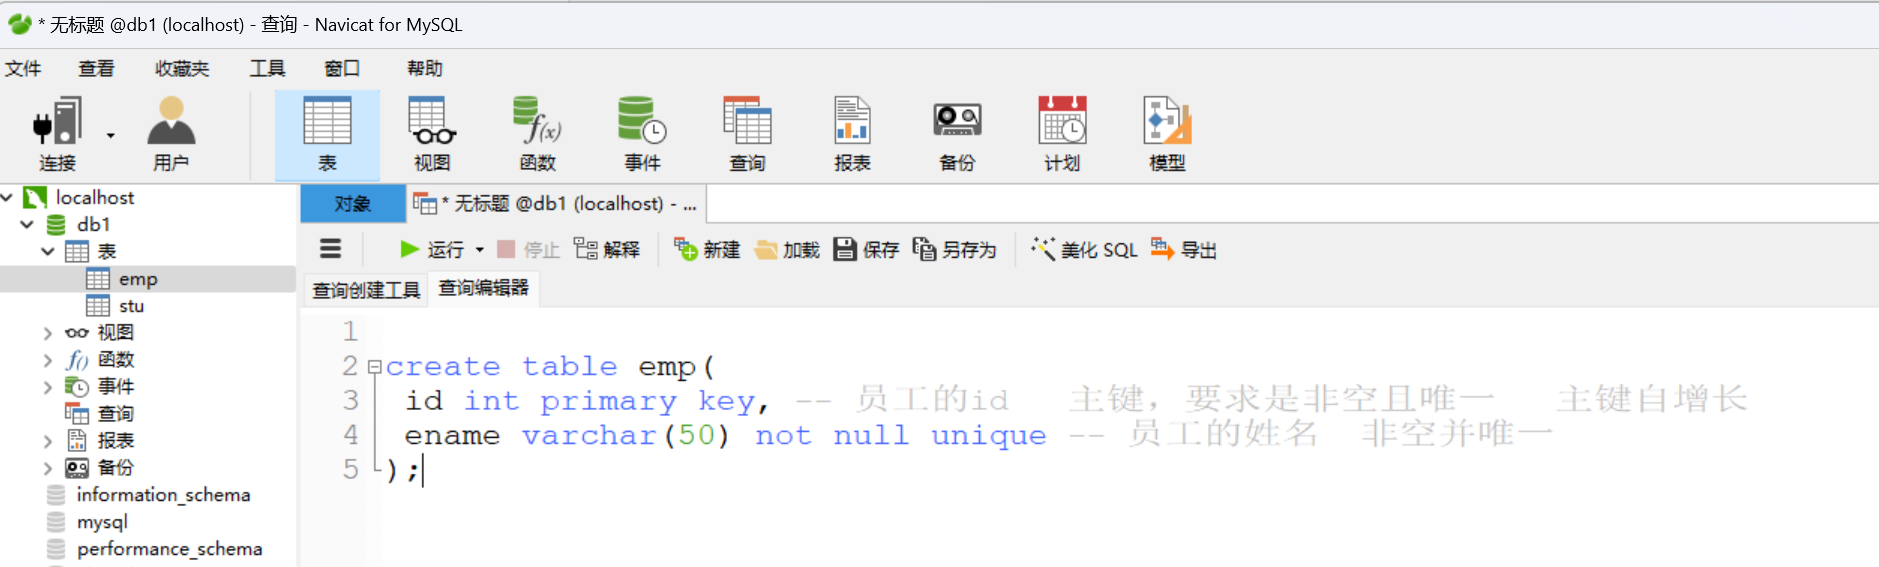 * 无标题 @db1 (localhost) - 查询 - Navicat for MySQL
文件 查看 收藏夹 工具 窗口 帮助
连接 用户 表 视图 函数 事件 查询 报表 备份 计划 模型
localhost
db1
表
emp
stu
视图
函数
事件
查询
报表
备份
information_schema
mysql
performance_schema
对象 * 无标题 @db1 (localhost) - ...
运行 停止 解释 新建 加载 保存 另存为 美化 SQL 导出
查询创建工具 查询编辑器
1
2 create table emp(
3 id int primary key, -- 员工的id 主键，要求是非空且唯一 主键自增长
4 ename varchar(50) not null unique -- 员工的姓名 非空并唯一
5 );